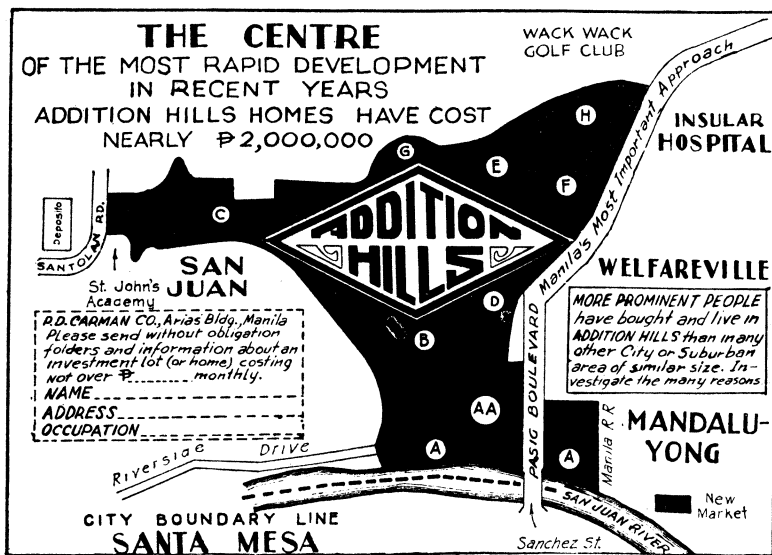 THE CENTRE
OF THE MOST RAPID DEVELOPMENT
IN RECENT YEARS
ADDITION HILLS HOMES HAVE COST
NEARLY ₱2,000,000
WACK WACK
GOLF CLUB
Manila's Most Important Approach
INSULAR
HOSPITAL
H
G
E
F
C
ADDITION
HILLS
Deposito
SANTOLAN RD.
St. John's
Academy
SAN
JUAN
WELFAREVILLE
D
B
P.D. CARMAN CO., Arias Bldg., Manila
Please send without obligation
folders and information about an
investment lot (or home) costing
not over ₱........ monthly.
NAME
ADDRESS
OCCUPATION
MORE PROMINENT PEOPLE
have bought and live in
ADDITION HILLS than many
other City or Suburban
area of similar size. In-
vestigate the many reasons
PASIG BOULEVARD
AA
A
A
Manila R R
MANDALU-
YONG
New
Market
Riverside Drive
SAN JUAN RIVER
CITY BOUNDARY LINE
SANTA MESA
Sanchez St.